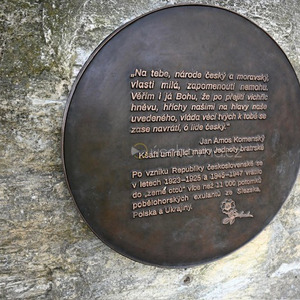 „Na tebe, národe český a moravský,
vlasti milá, zapomenouti nemohu.
Věřím i já Bohu, že po přejití vichřic
hněvu, hříchy našimi na hlavy naše
uvedeného, vláda věcí tvých k tobě se
zase navrátí, ó lide český.“
Jan Amos Komenský
Kšaft umírající matky Jednoty bratrské
Po vzniku Republiky československé se
v letech 1923-1925 a 1945-1947 vrátilo
do „země otců“ více než 11 000 potomků
pobělohorských exulantů ze Slezska,
Polska a Ukrajiny.